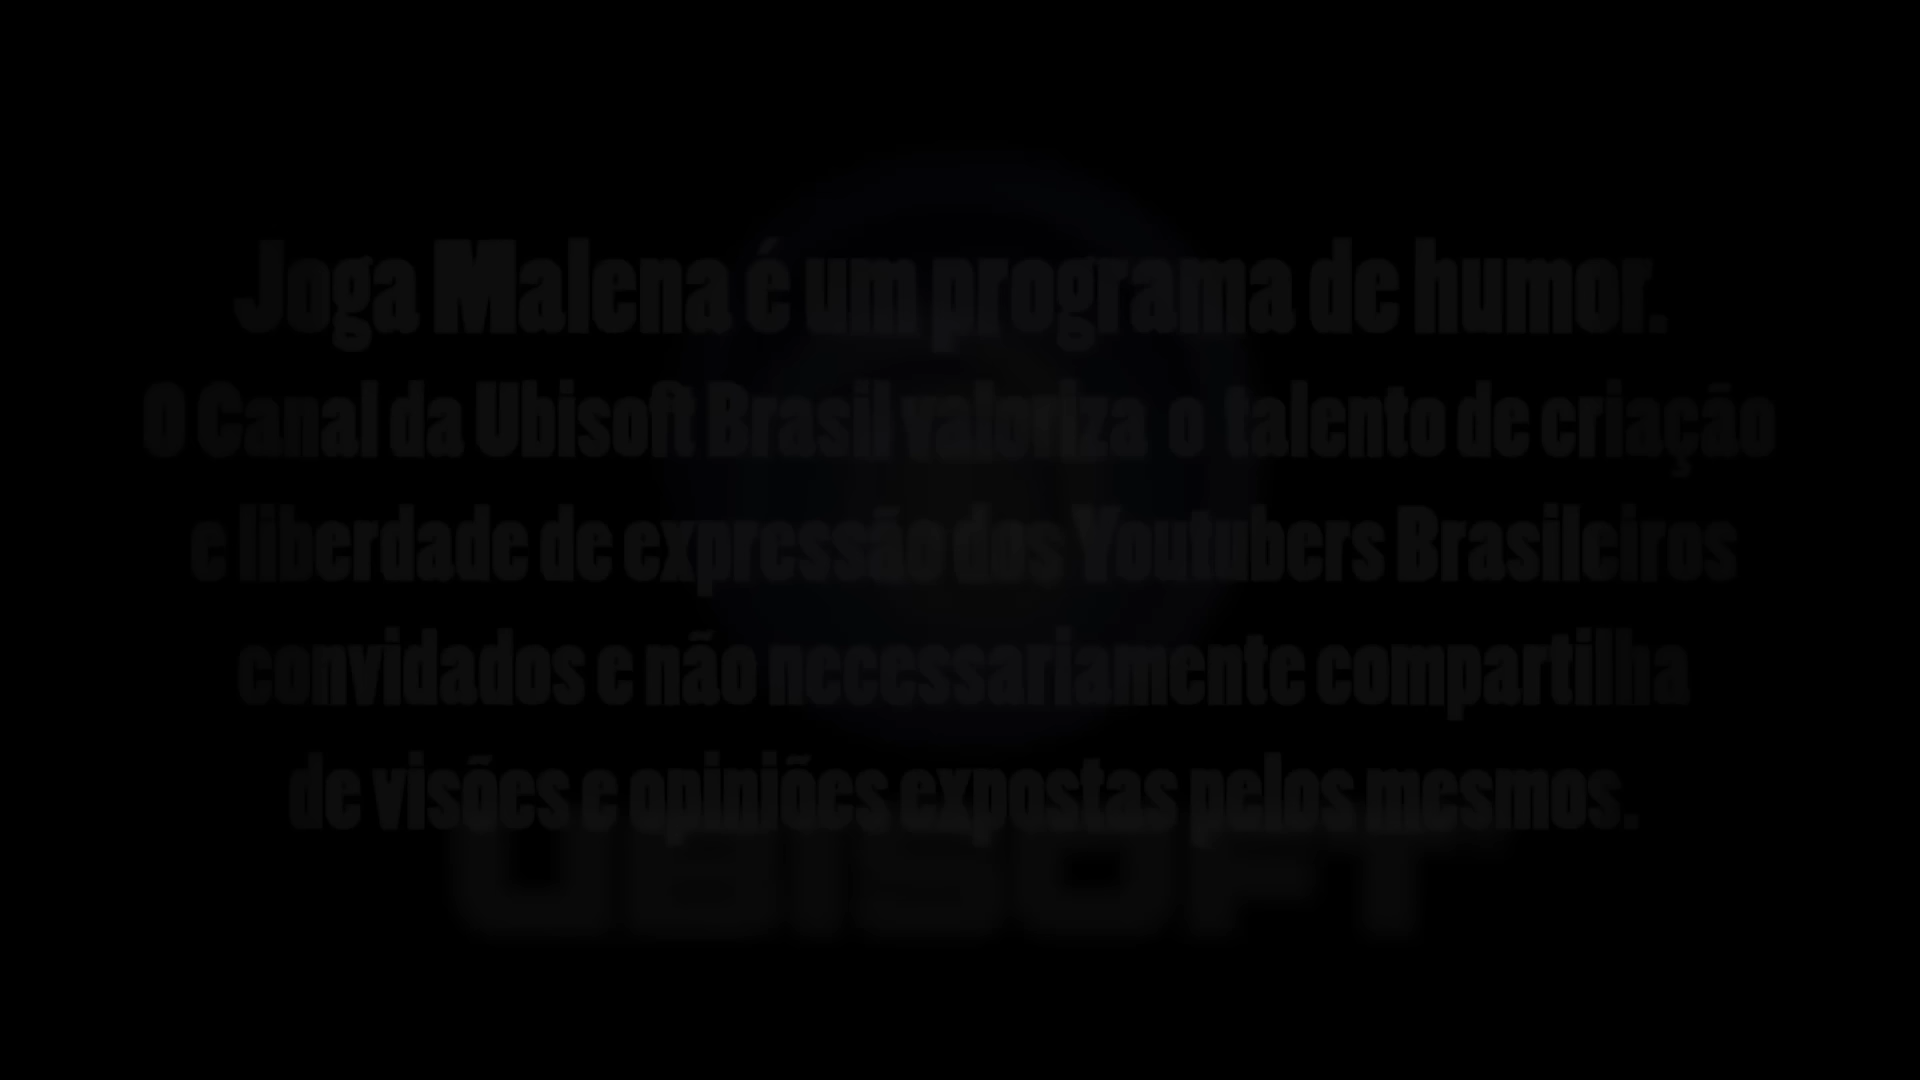 Joga Malena é um programa de humor.
O Canal da Ubisoft Brasil valoriza o talento de criação
e liberdade de expressão dos Youtubers Brasileiros
convidados e não necessariamente compartilha
de visões e opiniões expostas pelos mesmos.
UBISOFT